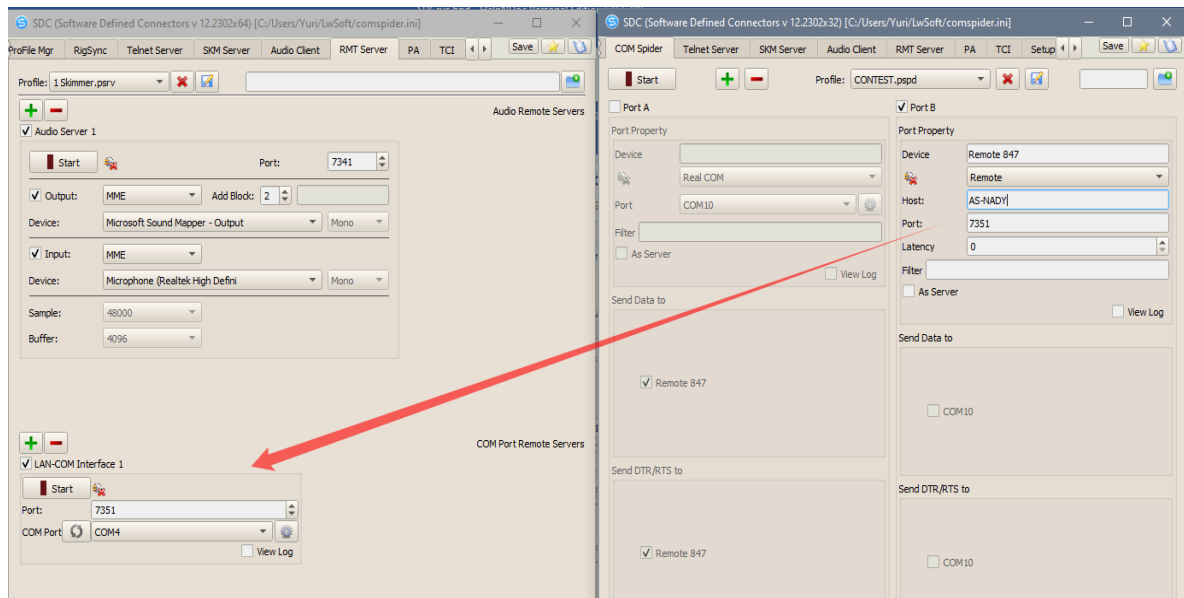 SDC (Software Defined Connectors v 12.2302x64) [C:/Users/Yuri/LwSoft/comspider.ini]
ProFile Mgr RigSync Telnet Server SKM Server Audio Client RMT Server PA TCI Save
Profile: 1 Skimmer.psrv
Audio Remote Servers
Audio Server 1
Start Port: 7341
Output: MME Add Block: 2
Device: Microsoft Sound Mapper - Output Mono
Input: MME
Device: Microphone (Realtek High Defini Mono
Sample: 48000
Buffer: 4096
COM Port Remote Servers
LAN-COM Interface 1
Start
Port: 7351
COM Port COM4
View Log
SDC (Software Defined Connectors v 12.2302x32) [C:/Users/Yuri/LwSoft/comspider.ini]
COM Spider Telnet Server SKM Server Audio Client RMT Server PA TCI Setup Save
Start Profile: CONTEST.pspd
Port A
Port Property
Device
Real COM
Port COM10
Filter
As Server
View Log
Send Data to
Remote 847
Send DTR/RTS to
Remote 847
Port B
Port Property
Device Remote 847
Remote
Host: AS-NADY
Port: 7351
Latency 0
Filter
As Server
View Log
Send Data to
COM10
Send DTR/RTS to
COM10